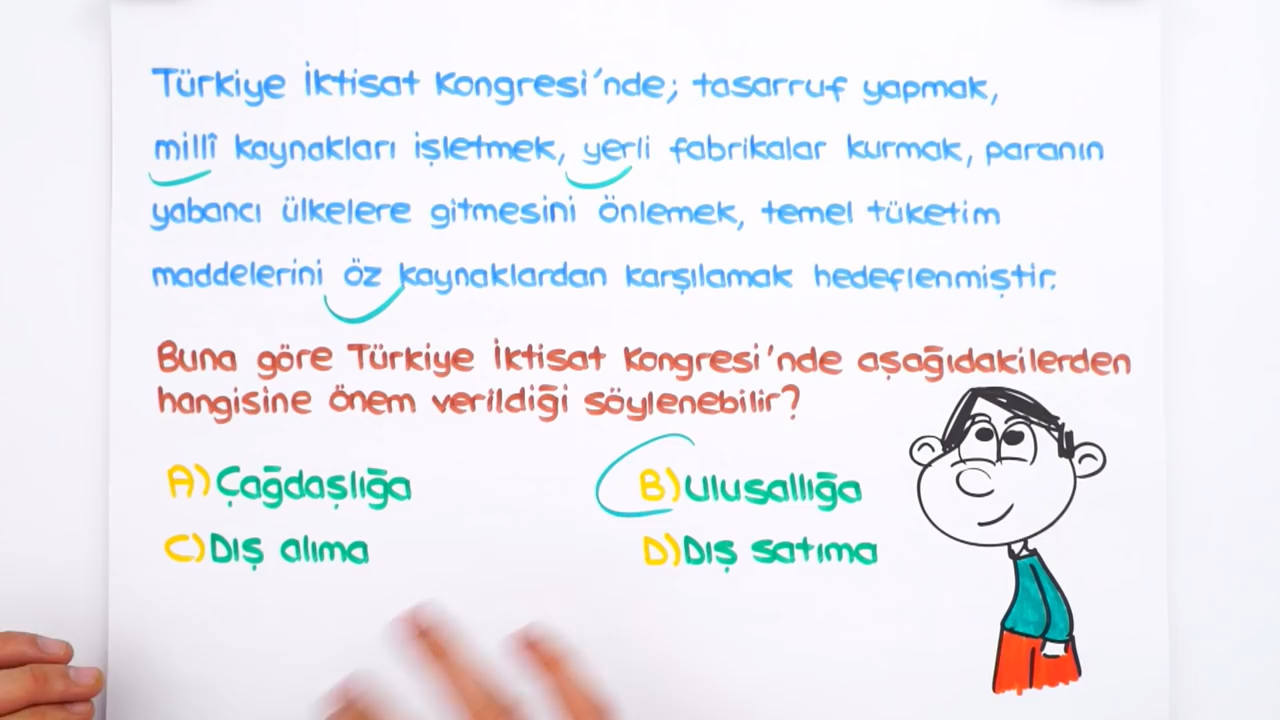 Türkiye İktisat Kongresi'nde; tasarruf yapmak,
millî kaynakları işletmek, yerli fabrikalar kurmak, paranın
yabancı ülkelere gitmesini önlemek, temel tüketim
maddelerini öz kaynaklardan karşılamak hedeflenmiştir.
Buna göre Türkiye İktisat Kongresi'nde aşağıdakilerden
hangisine önem verildiği söylenebilir?
A) Çağdaşlığa
B) Ulusallığa
C) Dış alıma
D) Dış satıma